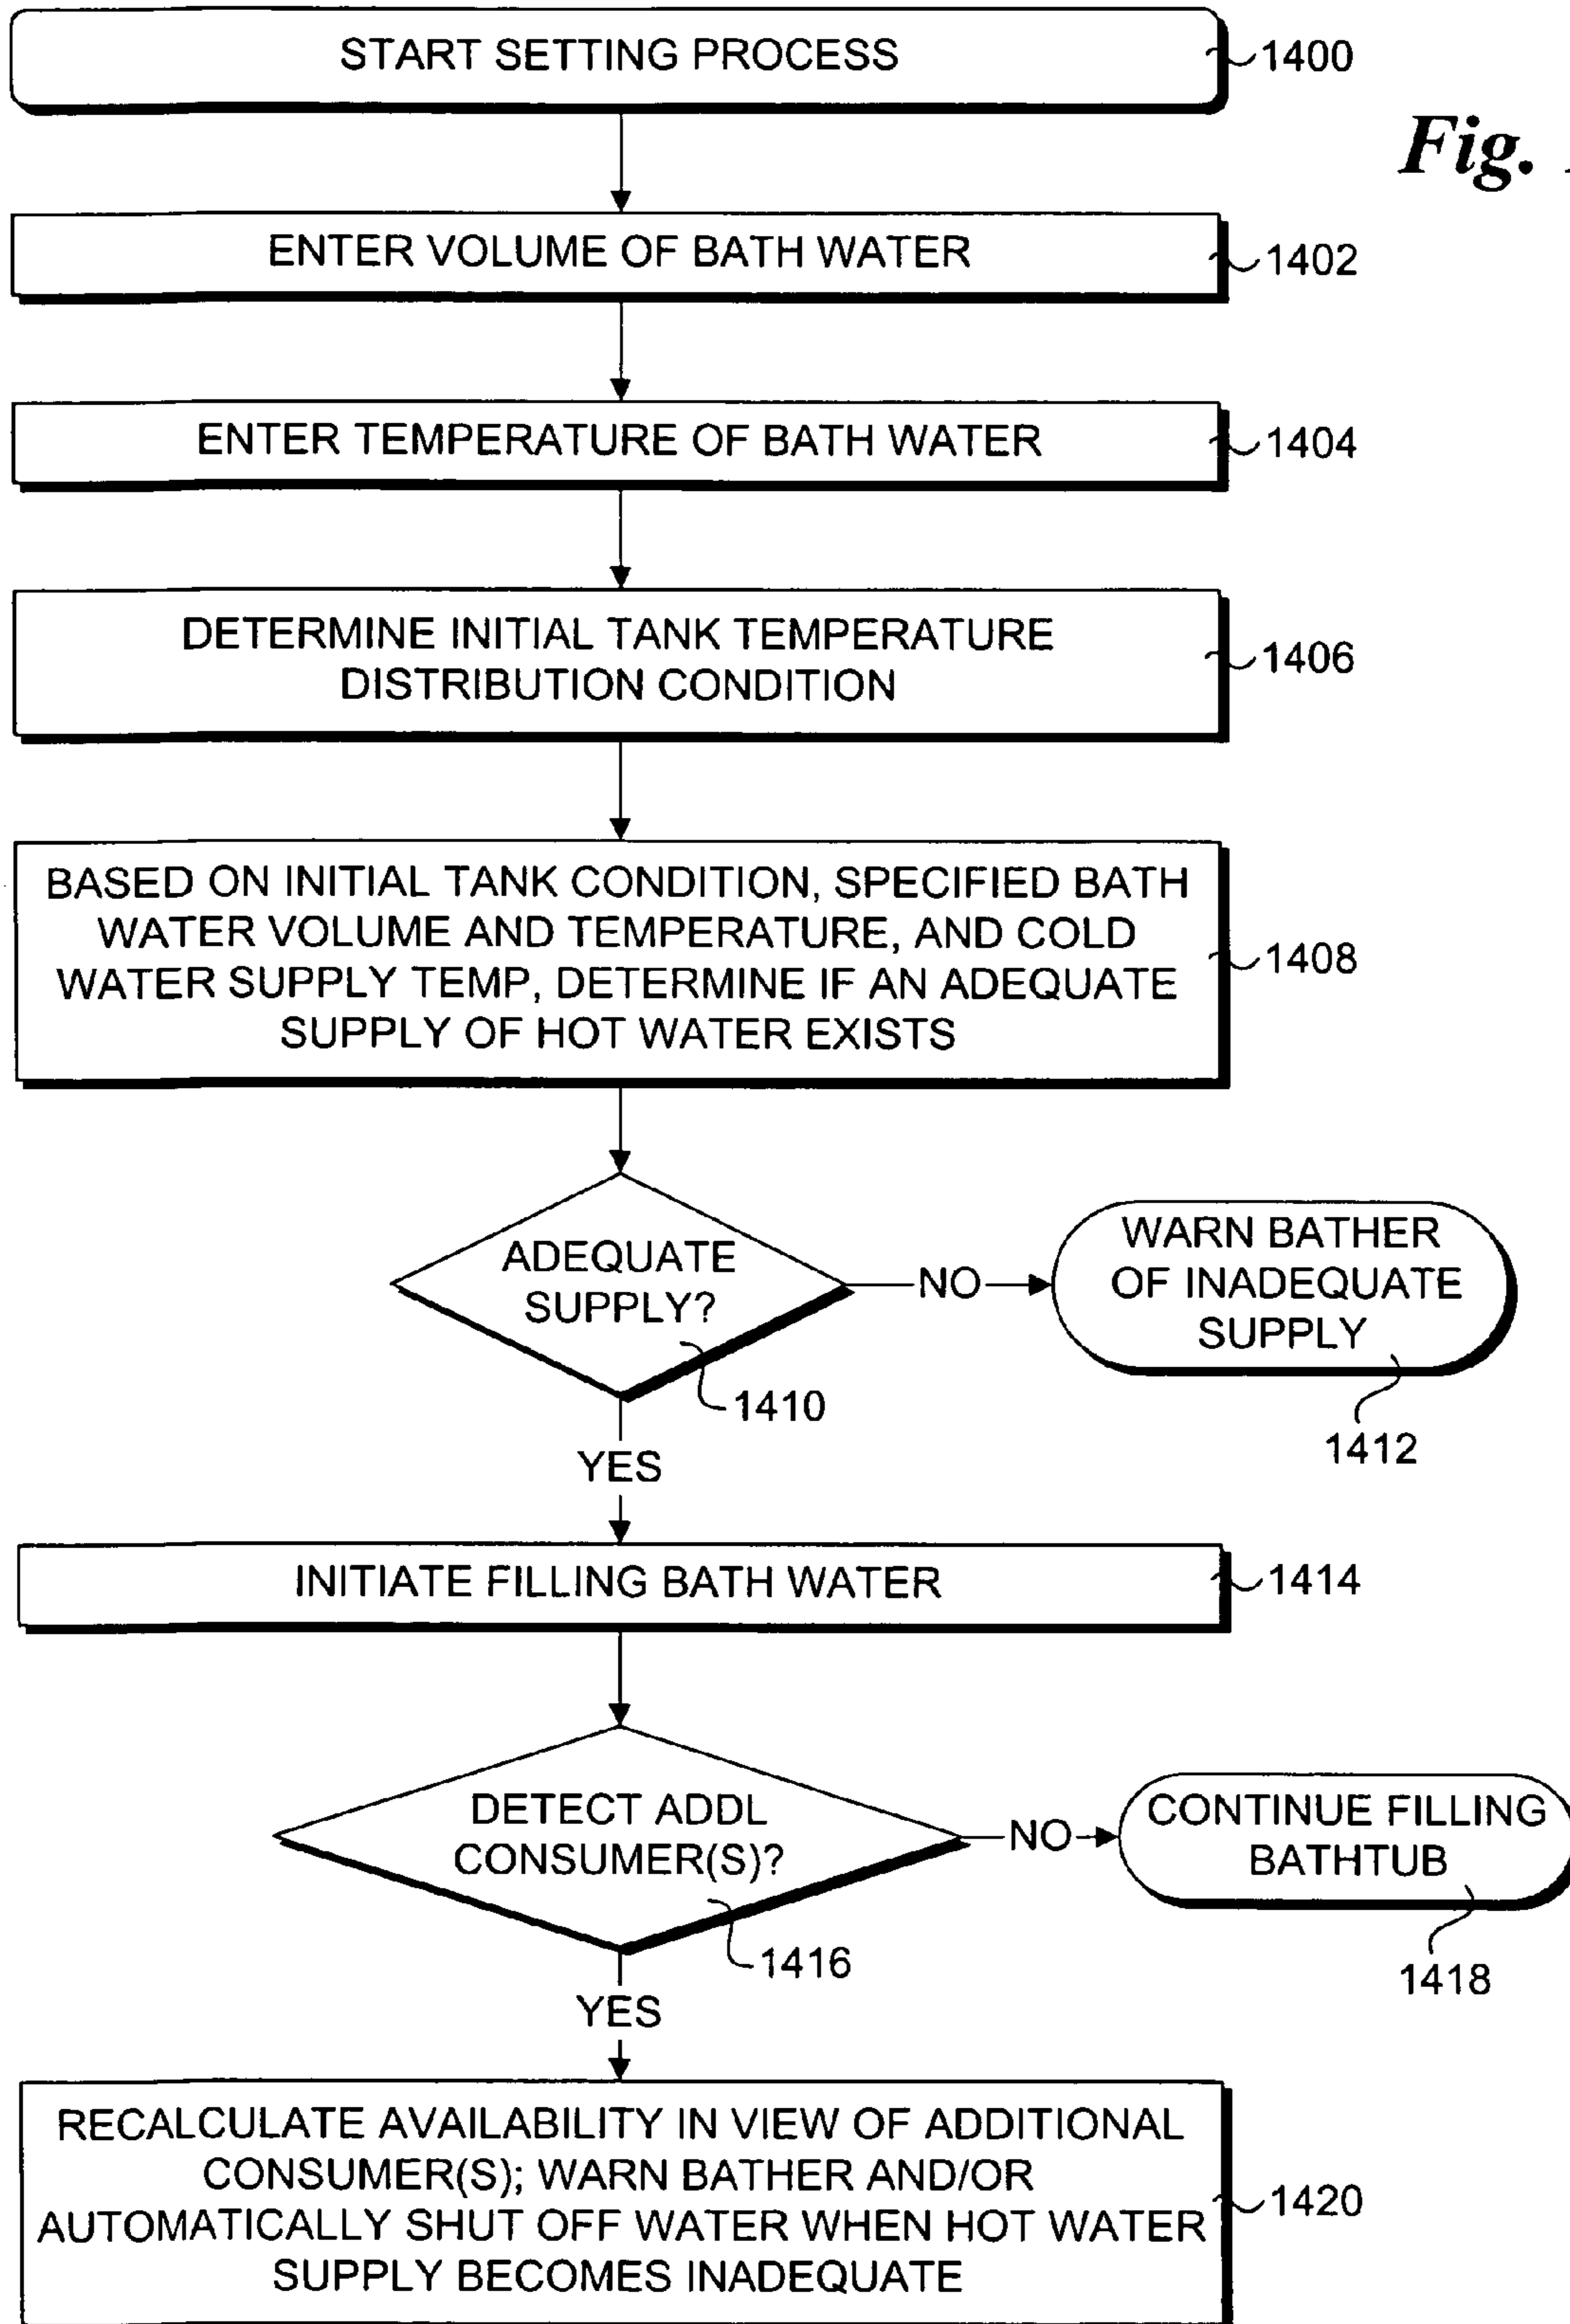 START SETTING PROCESS
1400
Fig.
ENTER VOLUME OF BATH WATER
1402
ENTER TEMPERATURE OF BATH WATER
1404
DETERMINE INITIAL TANK TEMPERATURE
DISTRIBUTION CONDITION
1406
BASED ON INITIAL TANK CONDITION, SPECIFIED BATH
WATER VOLUME AND TEMPERATURE, AND COLD
WATER SUPPLY TEMP, DETERMINE IF AN ADEQUATE
SUPPLY OF HOT WATER EXISTS
1408
ADEQUATE
SUPPLY?
1410
NO
WARN BATHER
OF INADEQUATE
SUPPLY
1412
YES
INITIATE FILLING BATH WATER
1414
DETECT ADDL
CONSUMER(S)?
1416
NO
CONTINUE FILLING
BATHTUB
1418
YES
RECALCULATE AVAILABILITY IN VIEW OF ADDITIONAL
CONSUMER(S); WARN BATHER AND/OR
AUTOMATICALLY SHUT OFF WATER WHEN HOT WATER
SUPPLY BECOMES INADEQUATE
1420